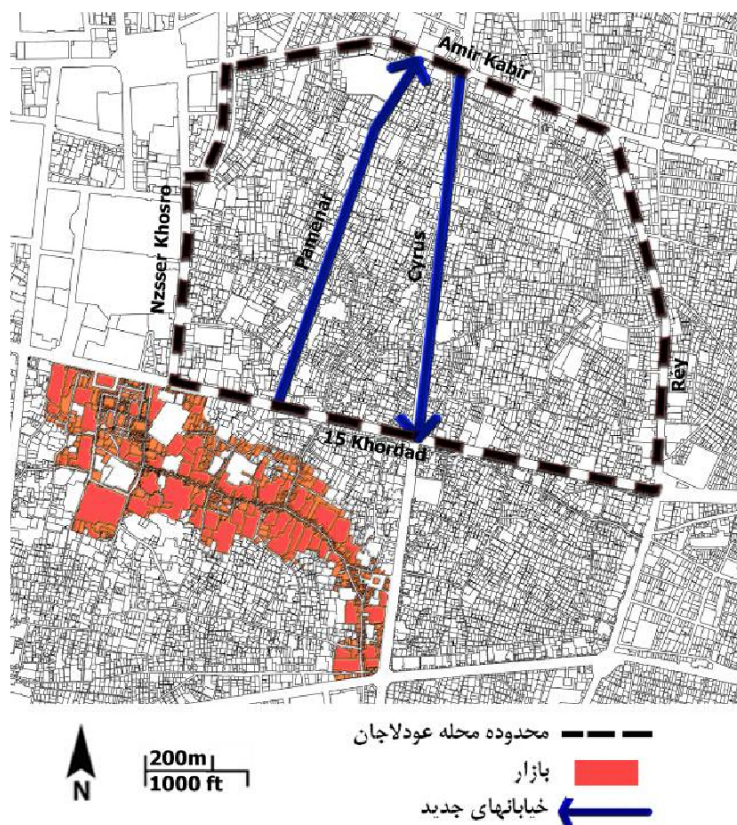 Amir Kabir
Nzsser Khosro
Pamenar
Cyrus
Rey
15 Khordad
محدوده محله عودلاجان
200m
1000 ft
بازار
N
خیابانهای جدید